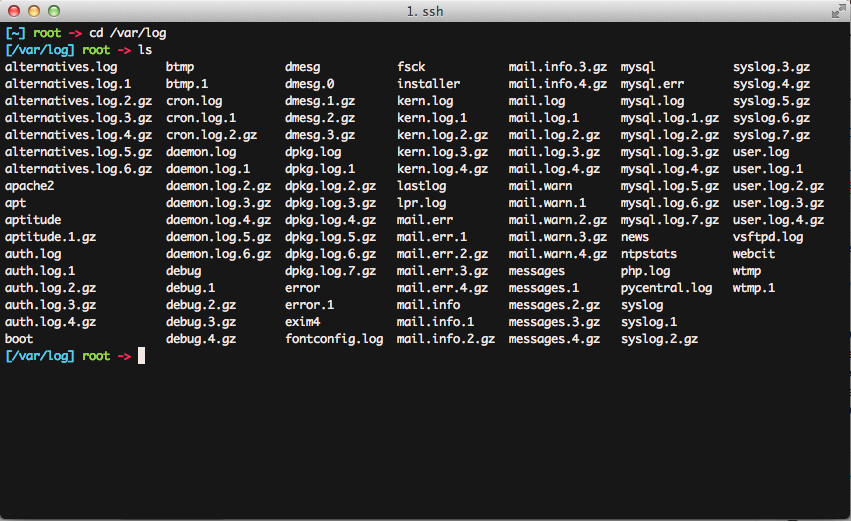 1. ssh
[~] root -> cd /var/log
[/var/log] root -> ls
alternatives.log btmp dmesg fsck mail.info.3.gz mysql syslog.3.gz
alternatives.log.1 btmp.1 dmesg.0 installer mail.info.4.gz mysql.err syslog.4.gz
alternatives.log.2.gz cron.log dmesg.1.gz kern.log mail.log mysql.log syslog.5.gz
alternatives.log.3.gz cron.log.1 dmesg.2.gz kern.log.1 mail.log.1 mysql.log.1.gz syslog.6.gz
alternatives.log.4.gz cron.log.2.gz dmesg.3.gz kern.log.2.gz mail.log.2.gz mysql.log.2.gz syslog.7.gz
alternatives.log.5.gz daemon.log dpkg.log kern.log.3.gz mail.log.3.gz mysql.log.3.gz user.log
alternatives.log.6.gz daemon.log.1 dpkg.log.1 kern.log.4.gz mail.log.4.gz mysql.log.4.gz user.log.1
apache2 daemon.log.2.gz dpkg.log.2.gz lastlog mail.warn mysql.log.5.gz user.log.2.gz
apt daemon.log.3.gz dpkg.log.3.gz lpr.log mail.warn.1 mysql.log.6.gz user.log.3.gz
aptitude daemon.log.4.gz dpkg.log.4.gz mail.err mail.warn.2.gz mysql.log.7.gz user.log.4.gz
aptitude.1.gz daemon.log.5.gz dpkg.log.5.gz mail.err.1 mail.warn.3.gz news vsftpd.log
auth.log daemon.log.6.gz dpkg.log.6.gz mail.err.2.gz mail.warn.4.gz ntpstats webcit
auth.log.1 debug dpkg.log.7.gz mail.err.3.gz messages php.log wtmp
auth.log.2.gz debug.1 error mail.err.4.gz messages.1 pycentral.log wtmp.1
auth.log.3.gz debug.2.gz error.1 mail.info messages.2.gz syslog
auth.log.4.gz debug.3.gz exim4 mail.info.1 messages.3.gz syslog.1
boot debug.4.gz fontconfig.log mail.info.2.gz messages.4.gz syslog.2.gz
[/var/log] root ->